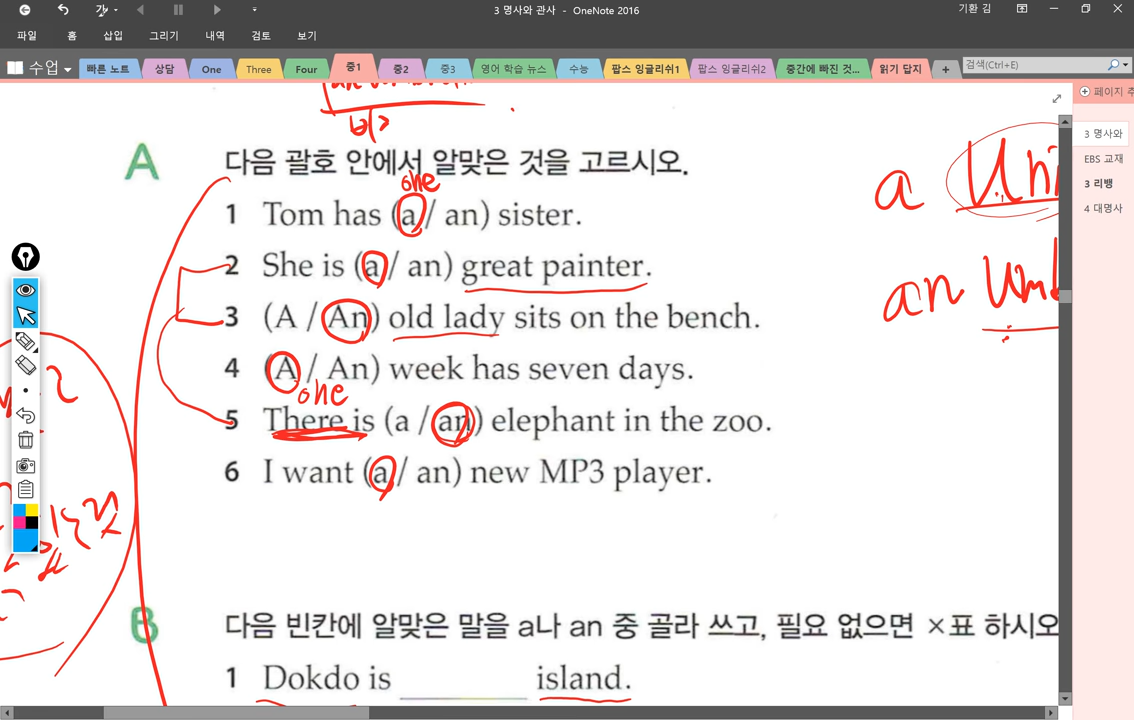 3 명사와 관사 - OneNote 2016
기환 김
파일 홈 삽입 그리기 내역 검토 보기
수업 빠른 노트 상담 One Three Four 중1 중2 중3 영어 학습 뉴스 수능 팝스 잉글리쉬1 팝스 잉글리쉬2 중간에 빠진 것... 읽기 답지 + 검색(Ctrl+E)
페이지 추
3 명사와
EBS 교재
3 리뱅
4 대명사
A 다음 괄호 안에서 알맞은 것을 고르시오.
one
1 Tom has (a / an) sister.
2 She is (a / an) great painter.
3 (A / An) old lady sits on the bench.
4 (A / An) week has seven days.
one
5 There is (a / an) elephant in the zoo.
6 I want (a / an) new MP3 player.
a Uni
an Um
B 다음 빈칸에 알맞은 말을 a나 an 중 골라 쓰고, 필요 없으면 ×표 하시오
1 Dokdo is ________ island.